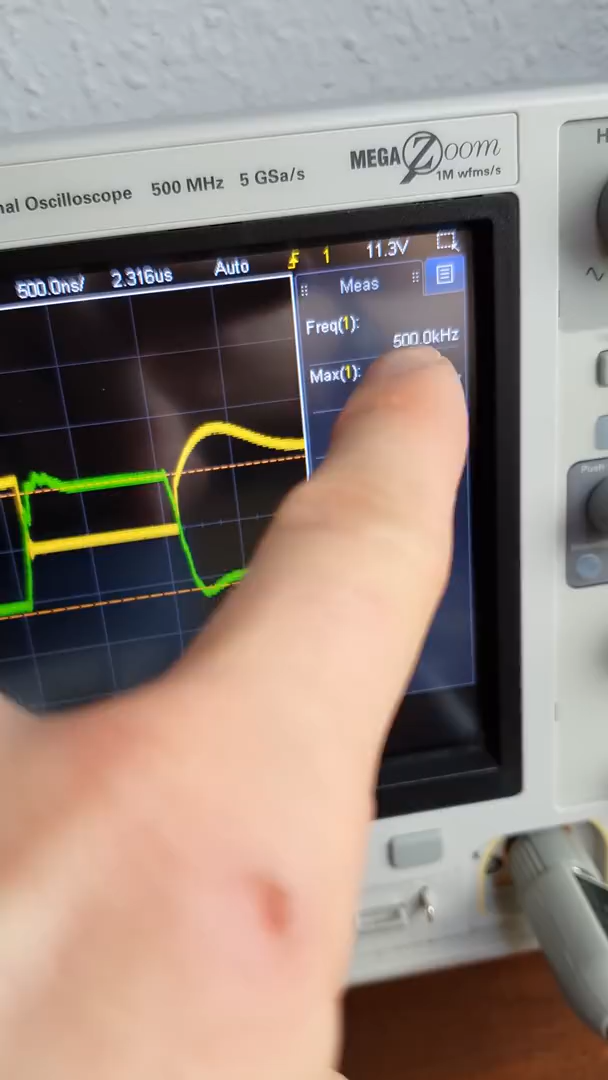 MEGA Zoom
1M wfms/s
nal Oscilloscope 500 MHz 5 GSa/s
500.0ns/ 2.316us Auto 1 11.3V
Meas
Freq(1):
500.0kHz
Max(1):
H
Push